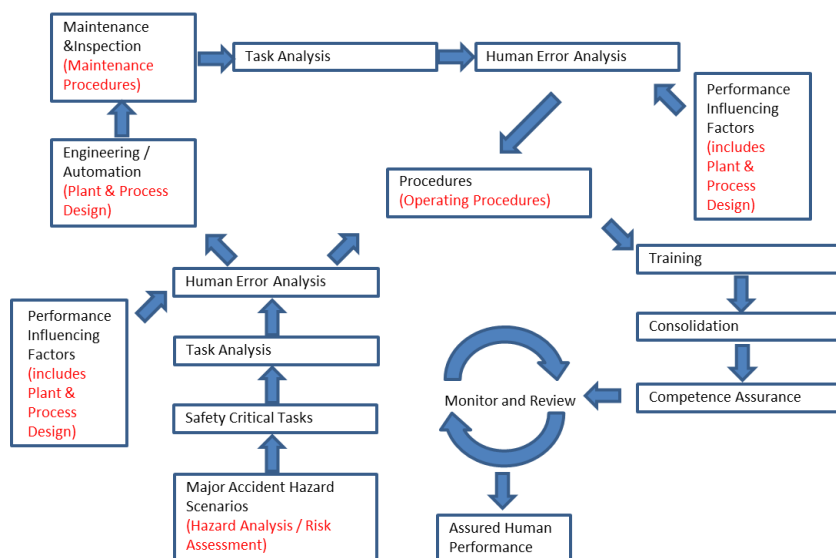 Maintenance
&Inspection
(Maintenance
Procedures)
Task Analysis
Human Error Analysis
Performance
Influencing
Factors
(includes
Plant &
Process
Design)
Engineering /
Automation
(Plant & Process
Design)
Procedures
(Operating Procedures)
Training
Human Error Analysis
Performance
Influencing
Factors
(includes
Plant &
Process
Design)
Consolidation
Task Analysis
Monitor and Review
Competence Assurance
Safety Critical Tasks
Major Accident Hazard
Scenarios
(Hazard Analysis / Risk
Assessment)
Assured Human
Performance